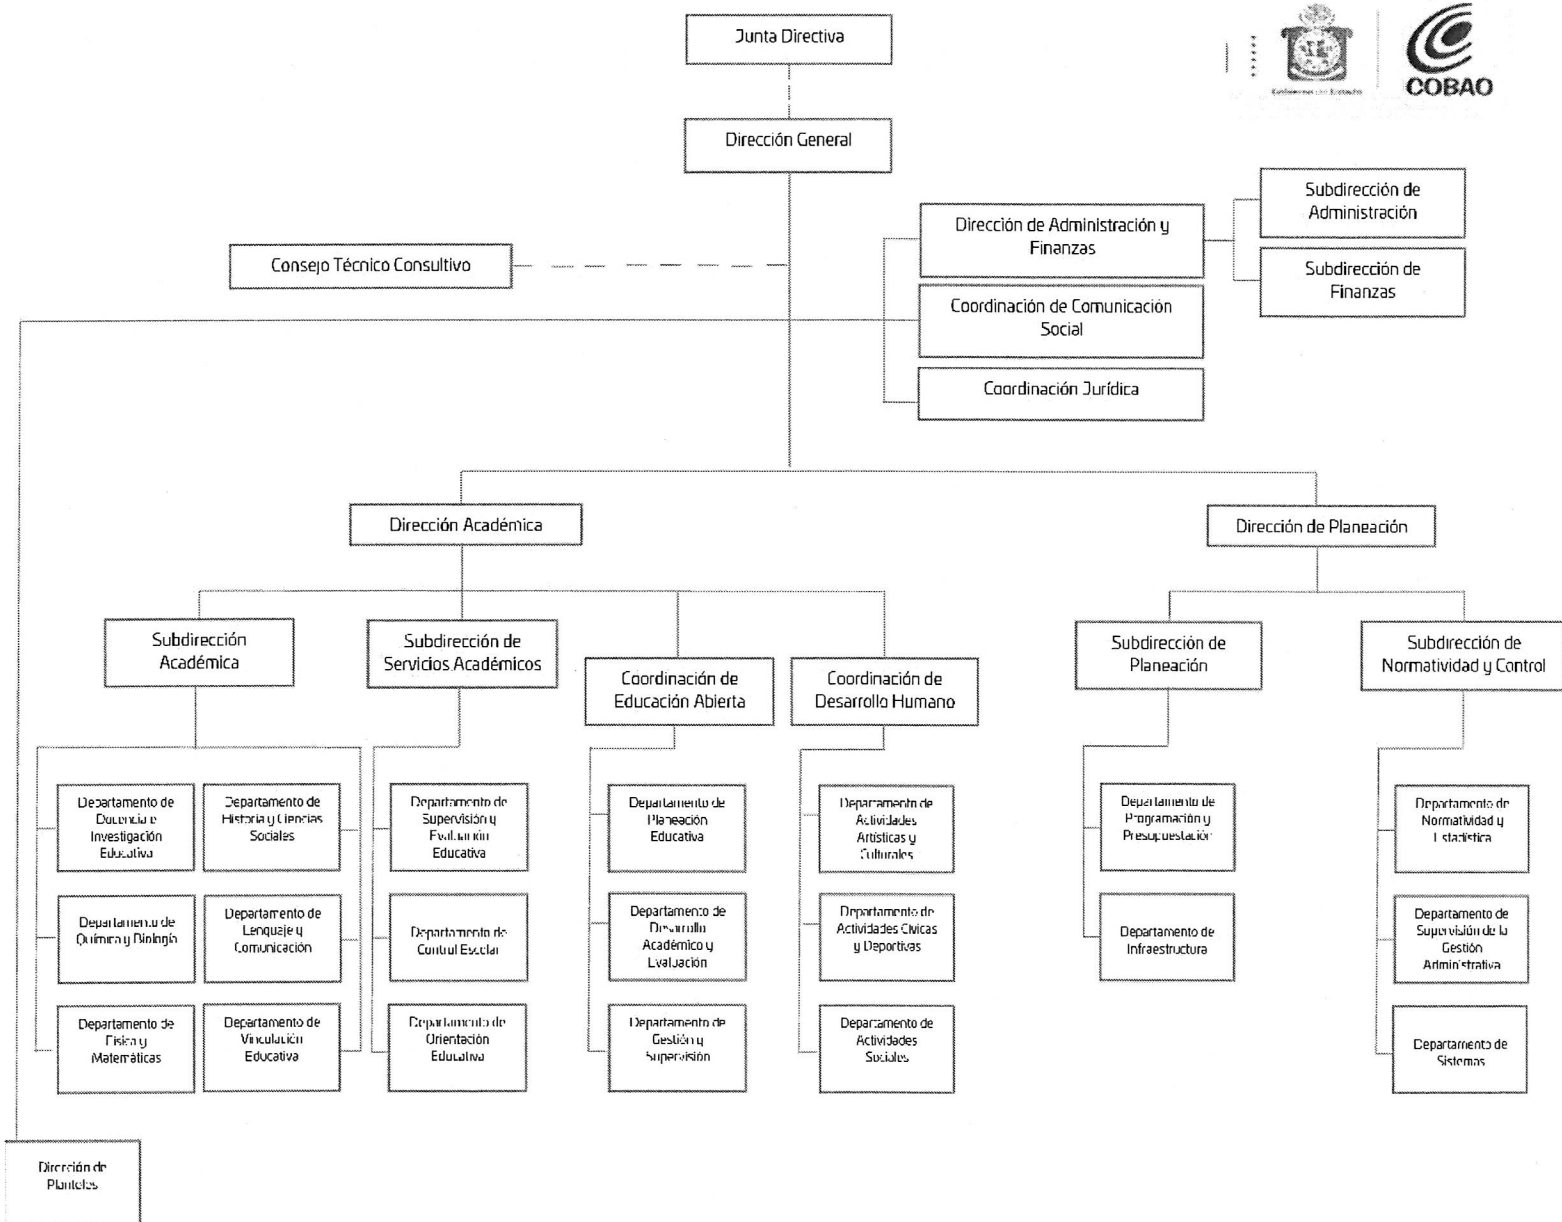 Junta Directiva
COBAO
Dirección General
Subdirección de
Administración
Dirección de Administración y
Finanzas
Consejo Técnico Consultivo
Subdirección de
Finanzas
Coordinación de Comunicación
Social
Coordinación Jurídica
Dirección Académica
Dirección de Planeación
Subdirección
Académica
Subdirección de
Servicios Académicos
Coordinación de
Educación Abierta
Coordinación de
Desarrollo Humano
Subdirección de
Planeación
Subdirección de
Normatividad y Control
Departamento de
Docencia e
Investigación
Educativa
Departamento de
Historia y Ciencias
Sociales
Departamento de
Supervisión y
Evaluación
Educativa
Departamento de
Planeación
Educativa
Departamento de
Actividades
Artísticas y
Culturales
Departamento de
Programación y
Presupuestación
Departamento de
Normatividad y
Estadística
Departamento de
Química y Biología
Departamento de
Lenguaje y
Comunicación
Departamento de
Control Escolar
Departamento de
Desarrollo
Académico y
Evaluación
Departamento de
Actividades Cívicas
y Deportivas
Departamento de
Infraestructura
Departamento de
Supervisión de la
Gestión
Administrativa
Departamento de
Física y
Matemáticas
Departamento de
Vinculación
Educativa
Departamento de
Orientación
Educativa
Departamento de
Gestión y
Supervisión
Departamento de
Actividades
Sociales
Departamento de
Sistemas
Dirección de
Planteles